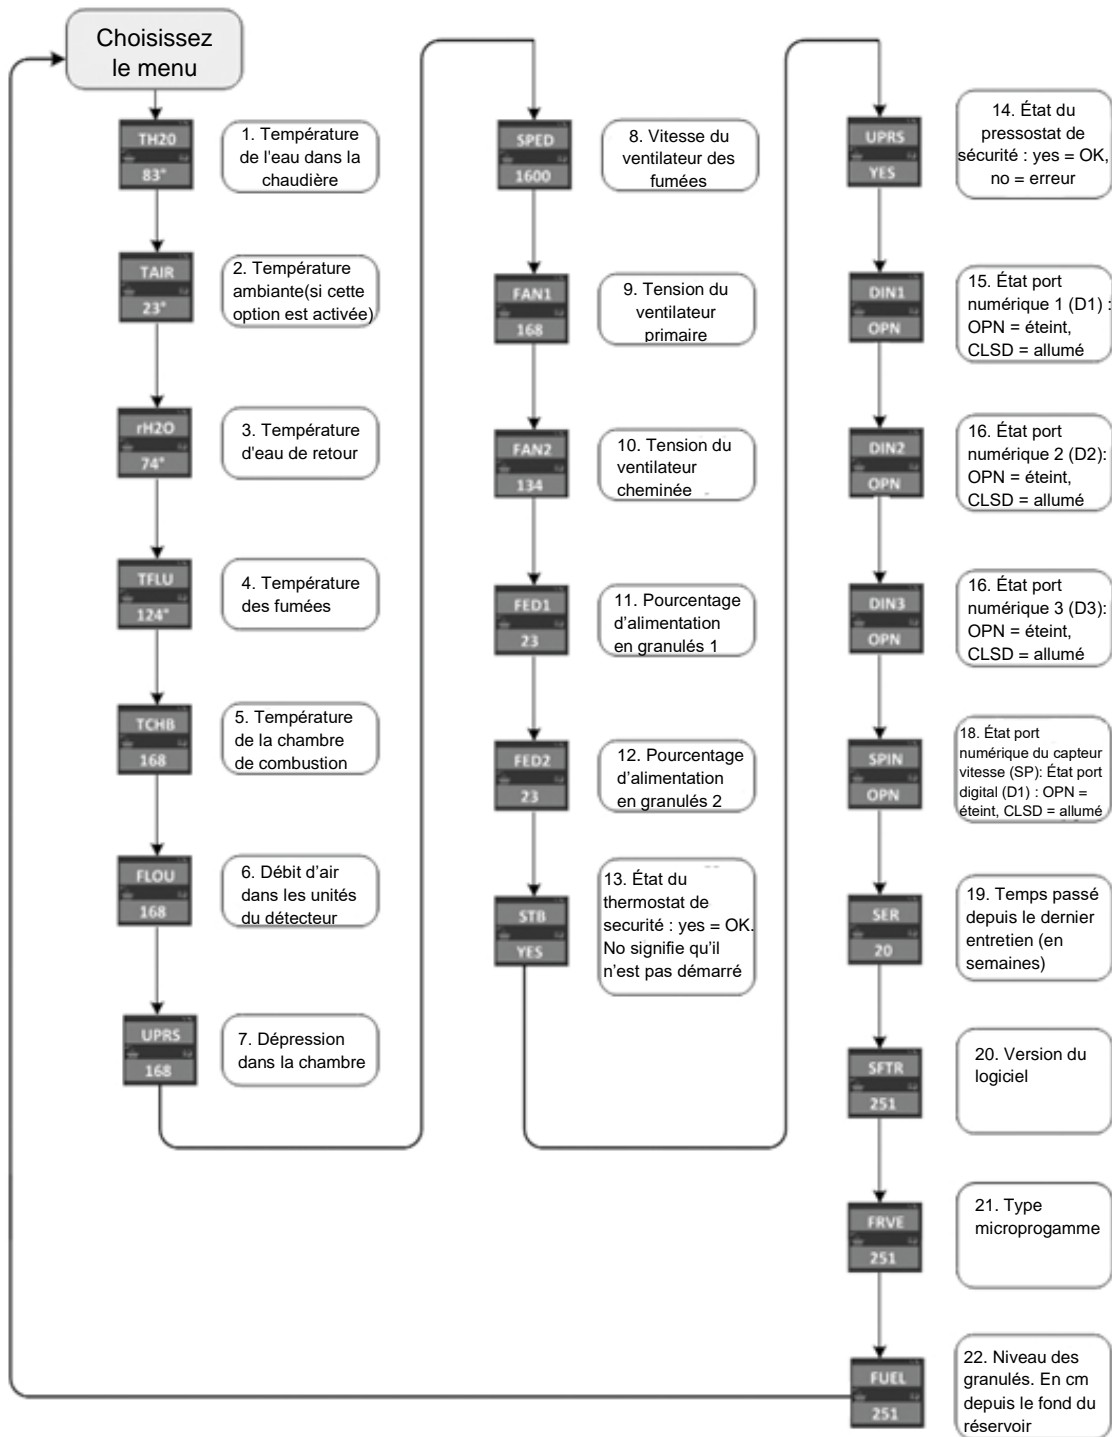 Choisissez
le menu
TH20
83°
1. Température
de l'eau dans la
chaudière
TAIR
23°
2. Température
ambiante(si cette
option est activée)
rH2O
74°
3. Température
d'eau de retour
TFLU
124°
4. Température
des fumées
TCHB
168
5. Température
de la chambre
de combustion
FLOU
168
6. Débit d'air
dans les unités
du détecteur
UPRS
168
7. Dépression
dans la chambre
SPED
1600
8. Vitesse du
ventilateur des
fumées
FAN1
168
9. Tension du
ventilateur
primaire
FAN2
134
10. Tension du
ventilateur
cheminée
FED1
23
11. Pourcentage
d'alimentation
en granulés 1
FED2
23
12. Pourcentage
d'alimentation
en granulés 2
STB
YES
13. État du
thermostat de
securité : yes = OK.
No signifie qu'il
n'est pas démarré
UPRS
YES
14. État du
pressostat de
sécurité : yes = OK,
no = erreur
DIN1
OPN
15. État port
numérique 1 (D1) :
OPN = éteint,
CLSD = allumé
DIN2
OPN
16. État port
numérique 2 (D2):
OPN = éteint,
CLSD = allumé
DIN3
OPN
16. État port
numérique 3 (D3):
OPN = éteint,
CLSD = allumé
SPIN
OPN
18. État port
numérique du capteur
vitesse (SP): État port
digital (D1) : OPN =
éteint, CLSD = allumé
SER
20
19. Temps passé
depuis le dernier
entretien (en
semaines)
SFTR
251
20. Version du
logiciel
FRVE
251
21. Type
microprogamme
FUEL
251
22. Niveau des
granulés. En cm
depuis le fond du
réservoir